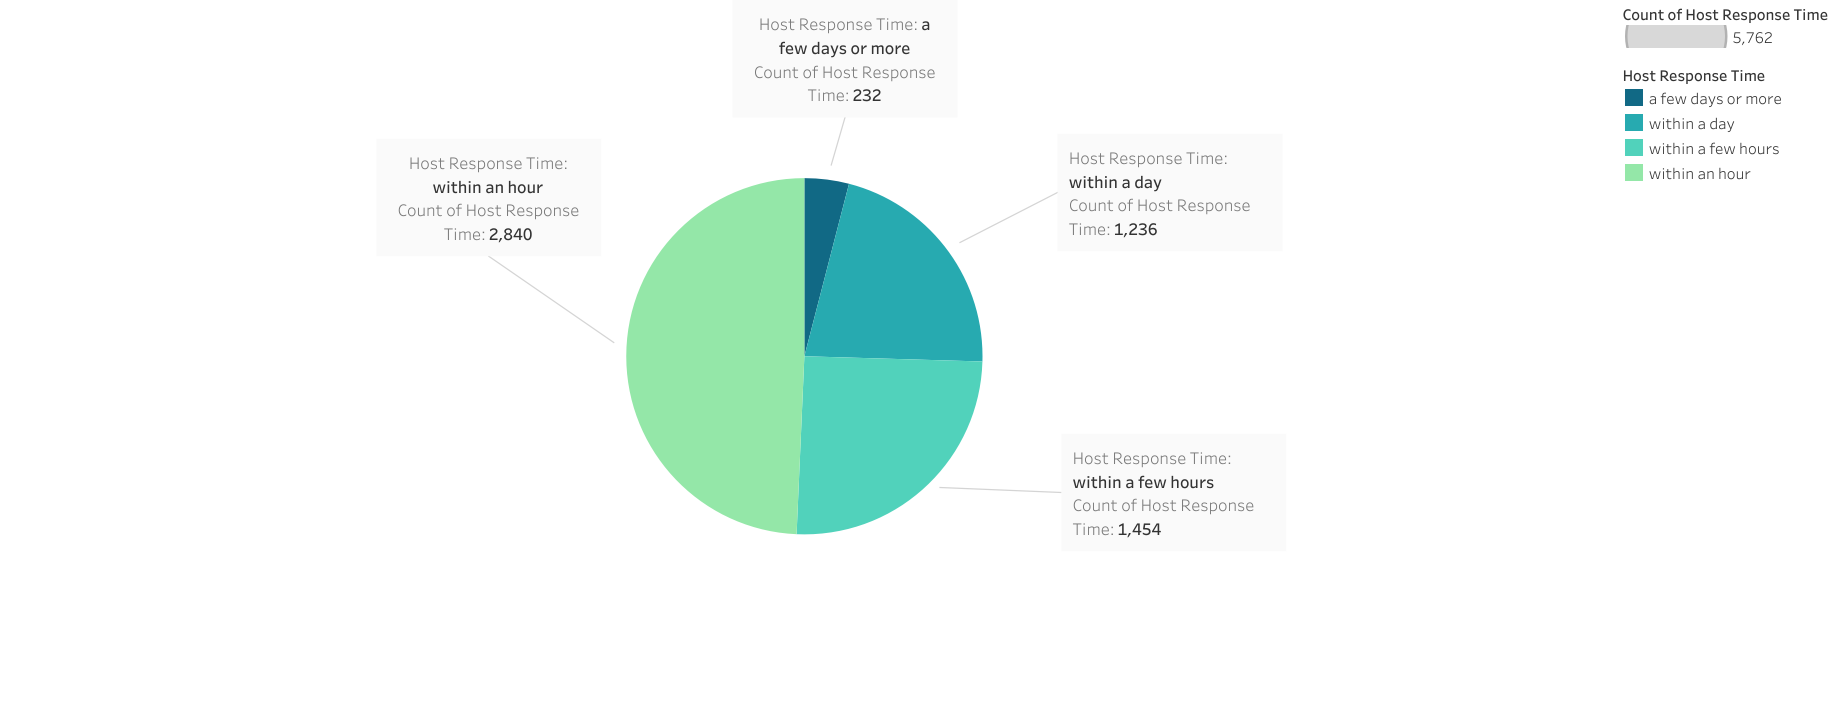 Host Response Time: a
few days or more
Count of Host Response
Time: 232
Host Response Time:
within an hour
Count of Host Response
Time: 2,840
Host Response Time:
within a day
Count of Host Response
Time: 1,236
Host Response Time:
within a few hours
Count of Host Response
Time: 1,454
Count of Host Response Time
5,762
Host Response Time
a few days or more
within a day
within a few hours
within an hour